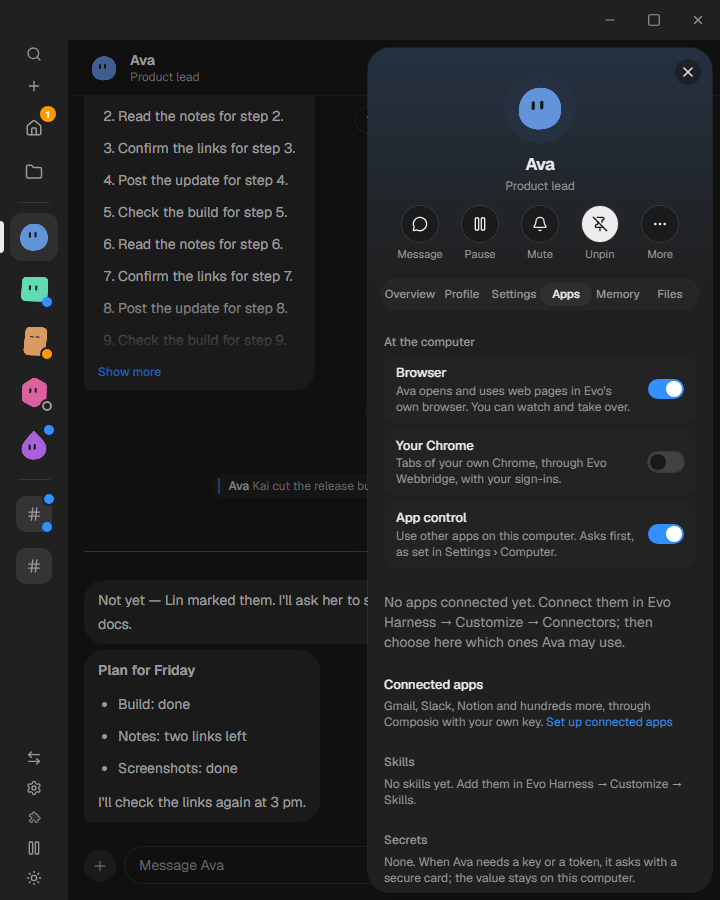 1
#
#
Ava
Product lead
2. Read the notes for step 2.
3. Confirm the links for step 3.
4. Post the update for step 4.
5. Check the build for step 5.
6. Read the notes for step 6.
7. Confirm the links for step 7.
8. Post the update for step 8.
9. Check the build for step 9.
Show more
Ava Kai cut the release
Not yet — Lin marked them. I'll ask her to
docs.
Plan for Friday
• Build: done
• Notes: two links left
• Screenshots: done
I'll check the links again at 3 pm.
Message Ava
Ava
Product lead
Message Pause Mute Unpin More
Overview Profile Settings Apps Memory Files
At the computer
Browser
Ava opens and uses web pages in Evo's
own browser. You can watch and take over.
Your Chrome
Tabs of your own Chrome, through Evo
Webbridge, with your sign-ins.
App control
Use other apps on this computer. Asks first,
as set in Settings › Computer.
No apps connected yet. Connect them in Evo
Harness → Customize → Connectors; then
choose here which ones Ava may use.
Connected apps
Gmail, Slack, Notion and hundreds more, through
Composio with your own key. Set up connected apps
Skills
No skills yet. Add them in Evo Harness → Customize →
Skills.
Secrets
None. When Ava needs a key or a token, it asks with a
secure card; the value stays on this computer.